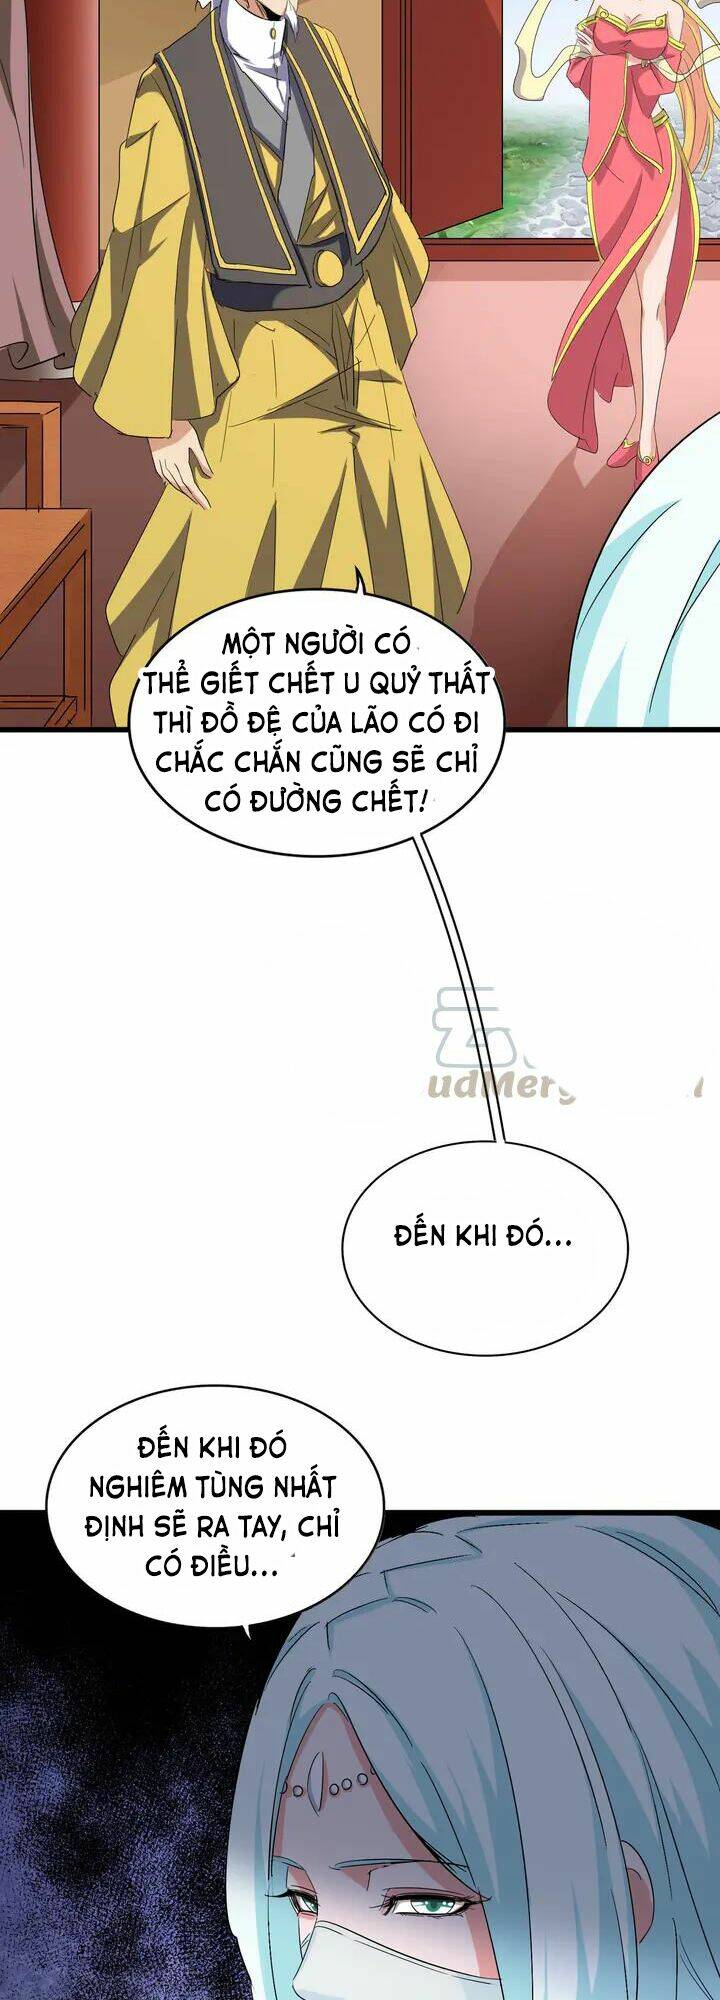 MỘT NGƯỜI CÓ
THỂ GIẾT CHẾT U QUỶ THẤT
THÌ ĐỒ ĐỆ CỦA LÃO CÓ ĐI
CHẮC CHẮN CŨNG SẼ CHỈ
CÓ ĐƯỜNG CHẾT!
udMerg
ĐẾN KHI ĐÓ...
ĐẾN KHI ĐÓ
NGHIÊM TÙNG NHẤT
ĐỊNH SẼ RA TAY, CHỈ
CÓ ĐIỀU...